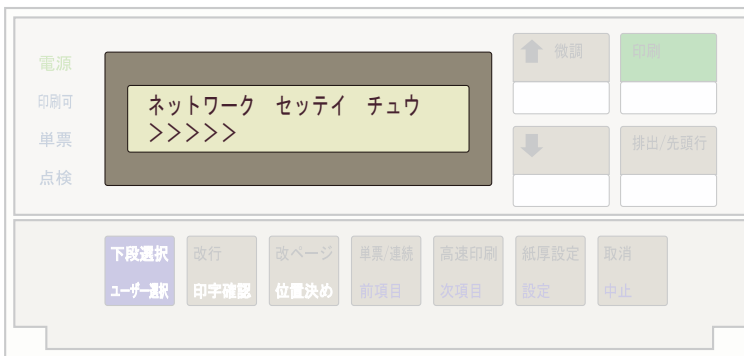 電源
印刷可
単票
点検
ネットワーク セッテイ チュウ
>>>>>
微調
印刷
排出/先頭行
下段選択
ユーザー選択
改行
印字確認
改ページ
位置決め
単票/連続
前項目
高速印刷
次項目
紙厚設定
設定
取消
中止